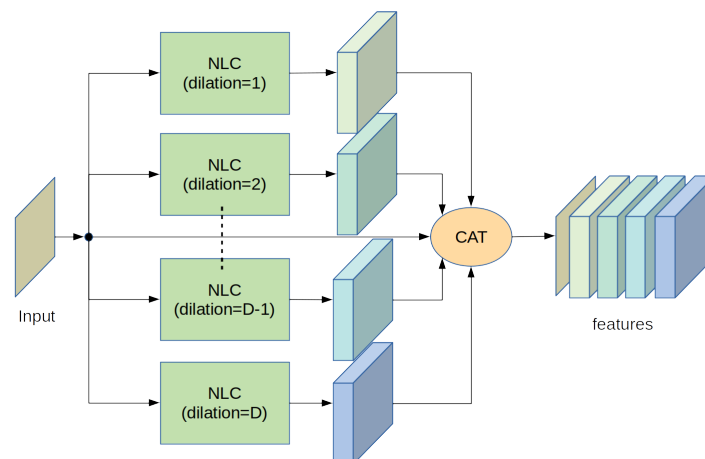 NLC
(dilation=1)
NLC
(dilation=2)
CAT
NLC
(dilation=D-1)
Input
features
NLC
(dilation=D)